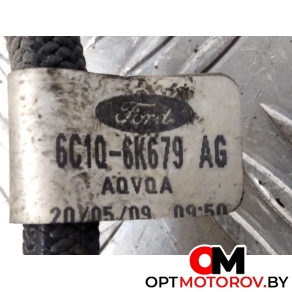 Ford
6C1Q-6K679 AG
AQVQA
20/05/09 09:50
OM
OPTMOTOROV.BY